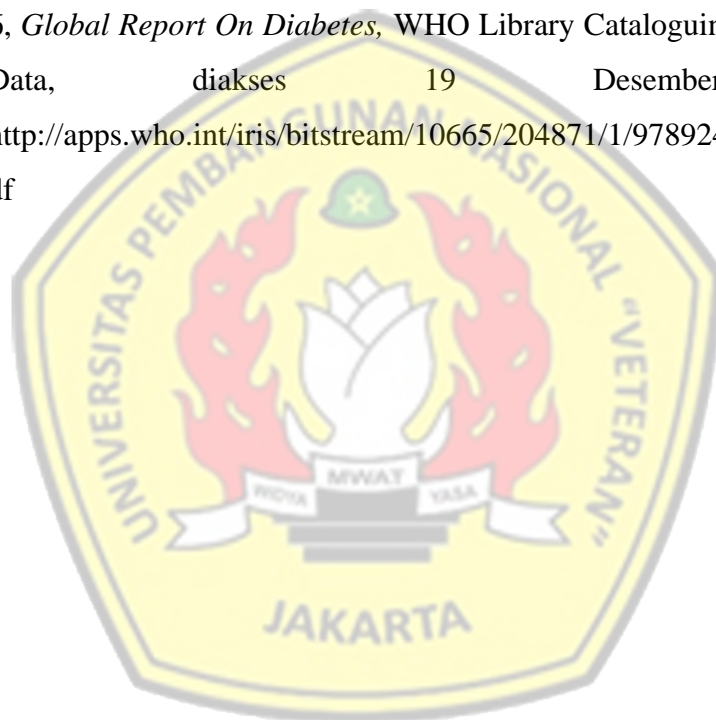 , Global Report On Diabetes, WHO Library Cataloguin
Data, diakses 19 Desember
http://apps.who.int/iris/bitstream/10665/204871/1/978924
df
UNIVERSITAS PEMBANGUNAN NASIONAL "VETERAN"
WIDYA MWAT YASA
JAKARTA